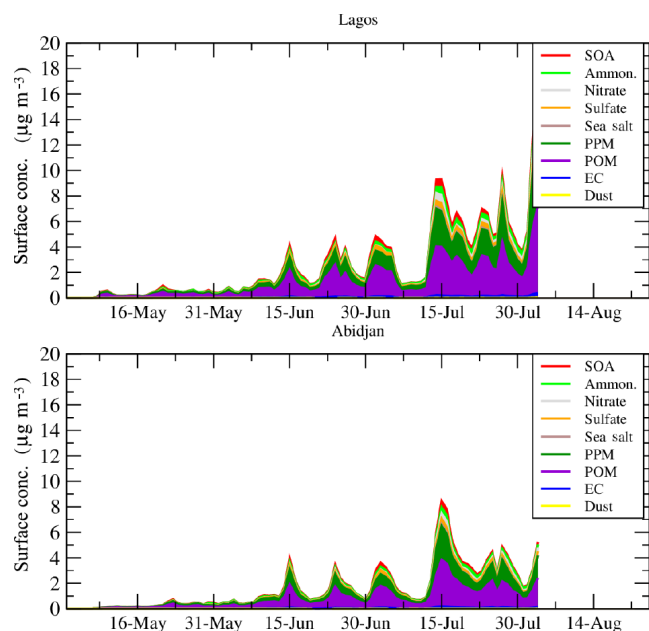 Lagos
Surface conc. (μg m⁻³)
20
18
16
14
12
10
8
6
4
2
0
SOA
Ammon.
Nitrate
Sulfate
Sea salt
PPM
POM
EC
Dust
16-May 31-May 15-Jun 30-Jun 15-Jul 30-Jul 14-Aug
Abidjan
Surface conc. (μg m⁻³)
20
18
16
14
12
10
8
6
4
2
0
SOA
Ammon.
Nitrate
Sulfate
Sea salt
PPM
POM
EC
Dust
16-May 31-May 15-Jun 30-Jun 15-Jul 30-Jul 14-Aug